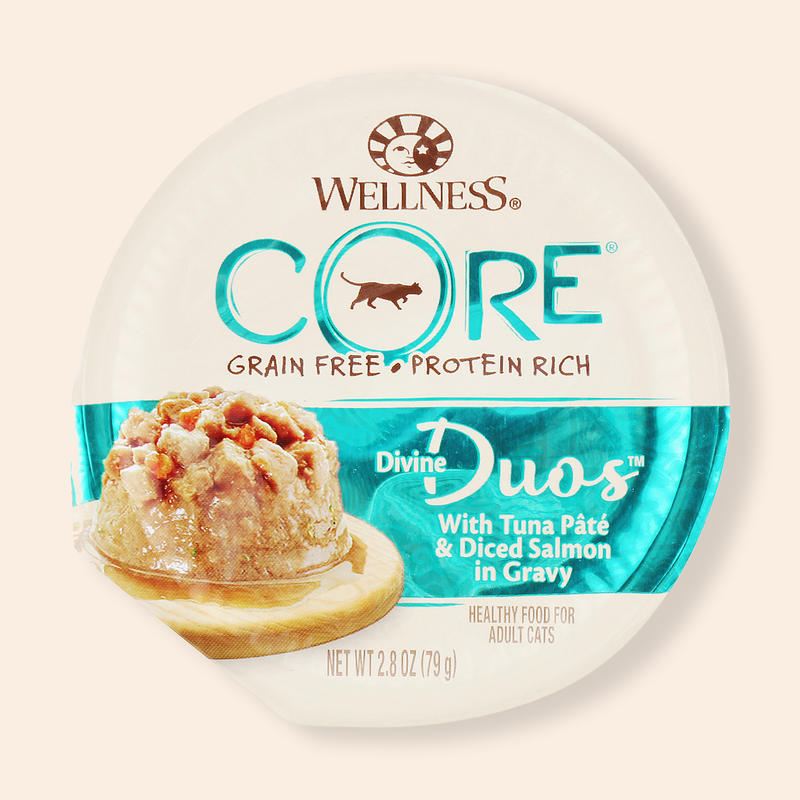 WELLNESS®
CORE®
GRAIN FREE • PROTEIN RICH
Divine Duos™
With Tuna Pâté
& Diced Salmon
in Gravy
HEALTHY FOOD FOR
ADULT CATS
NET WT 2.8 OZ (79 g)